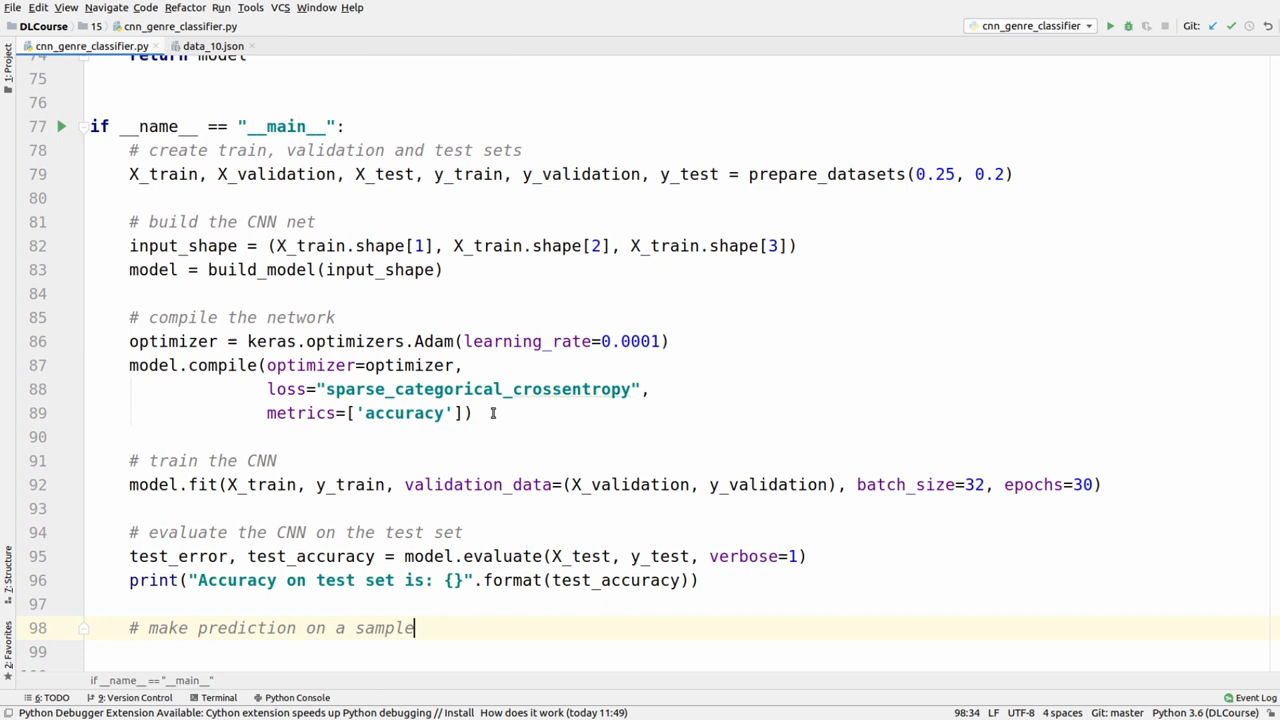 File Edit View Navigate Code Refactor Run Tools VCS Window Help
DLCourse 15 cnn_genre_classifier.py cnn_genre_classifier Git:
cnn_genre_classifier.py data_10.json
1: Project
74 return model
75
76
77 if __name__ == "__main__":
78 # create train, validation and test sets
79 X_train, X_validation, X_test, y_train, y_validation, y_test = prepare_datasets(0.25, 0.2)
80
81 # build the CNN net
82 input_shape = (X_train.shape[1], X_train.shape[2], X_train.shape[3])
83 model = build_model(input_shape)
84
85 # compile the network
86 optimizer = keras.optimizers.Adam(learning_rate=0.0001)
87 model.compile(optimizer=optimizer,
88 loss="sparse_categorical_crossentropy",
89 metrics=['accuracy'])
90
91 # train the CNN
92 model.fit(X_train, y_train, validation_data=(X_validation, y_validation), batch_size=32, epochs=30)
93
94 # evaluate the CNN on the test set
95 test_error, test_accuracy = model.evaluate(X_test, y_test, verbose=1)
96 print("Accuracy on test set is: {}".format(test_accuracy))
97
98 # make prediction on a sample
99
7: Structure
2: Favorites
if __name__ == "__main__"
6: TODO 9: Version Control Terminal Python Console Event Log
Python Debugger Extension Available: Cython extension speeds up Python debugging // Install How does it work (today 11:49) 98:34 LF UTF-8 4 spaces Git: master Python 3.6 (DLCourse)